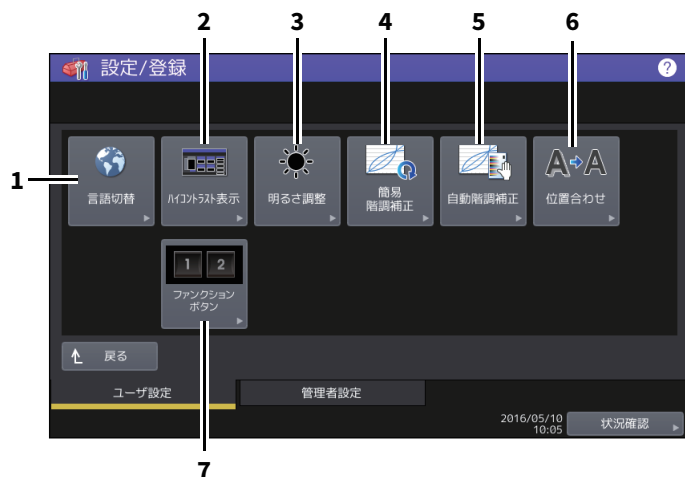 2
3
4
5
6
設定/登録
?
1
言語切替
ハイコントラスト表示
明るさ調整
簡易
階調補正
自動階調補正
A A
位置合わせ
1 2
ファンクション
ボタン
戻る
ユーザ設定
管理者設定
2016/05/10
10:05
状況確認
7